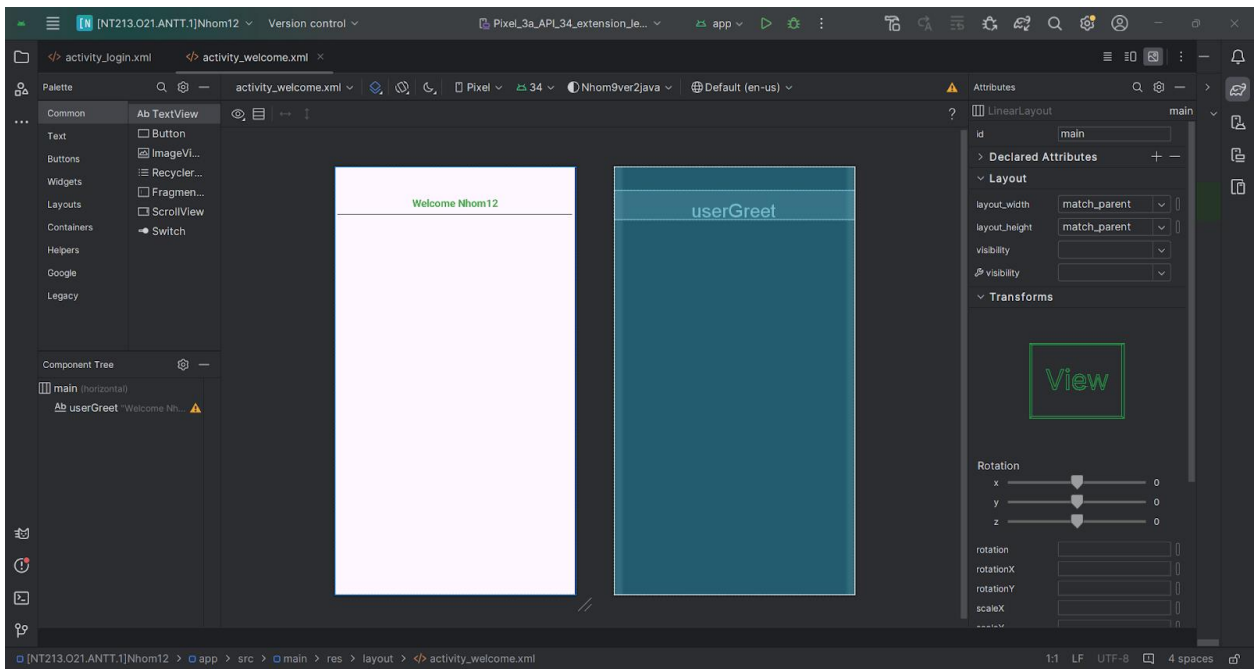 [N [NT213.O21.ANTT.1]Nhom12 Version control Pixel_3a_API_34_extension_le... app
</> activity_login.xml </> activity_welcome.xml ×
Palette activity_welcome.xml Pixel 34 Nhom9ver2java Default (en-us) Attributes
Common Ab TextView LinearLayout main
Text Button id main
Buttons ImageVi... > Declared Attributes + −
Widgets Recycler... Layout
Layouts Fragmen... layout_width match_parent
Containers ScrollView layout_height match_parent
Helpers Switch visibility
Google visibility
Legacy Transforms
Welcome Nhom12
userGreet
Component Tree
main (horizontal)
Ab userGreet "Welcome Nh...
View
Rotation
x 0
y 0
z 0
rotation
rotationX
rotationY
scaleX
[NT213.O21.ANTT.1]Nhom12 > app > src > main > res > layout > </> activity_welcome.xml 1:1 LF UTF-8 4 spaces